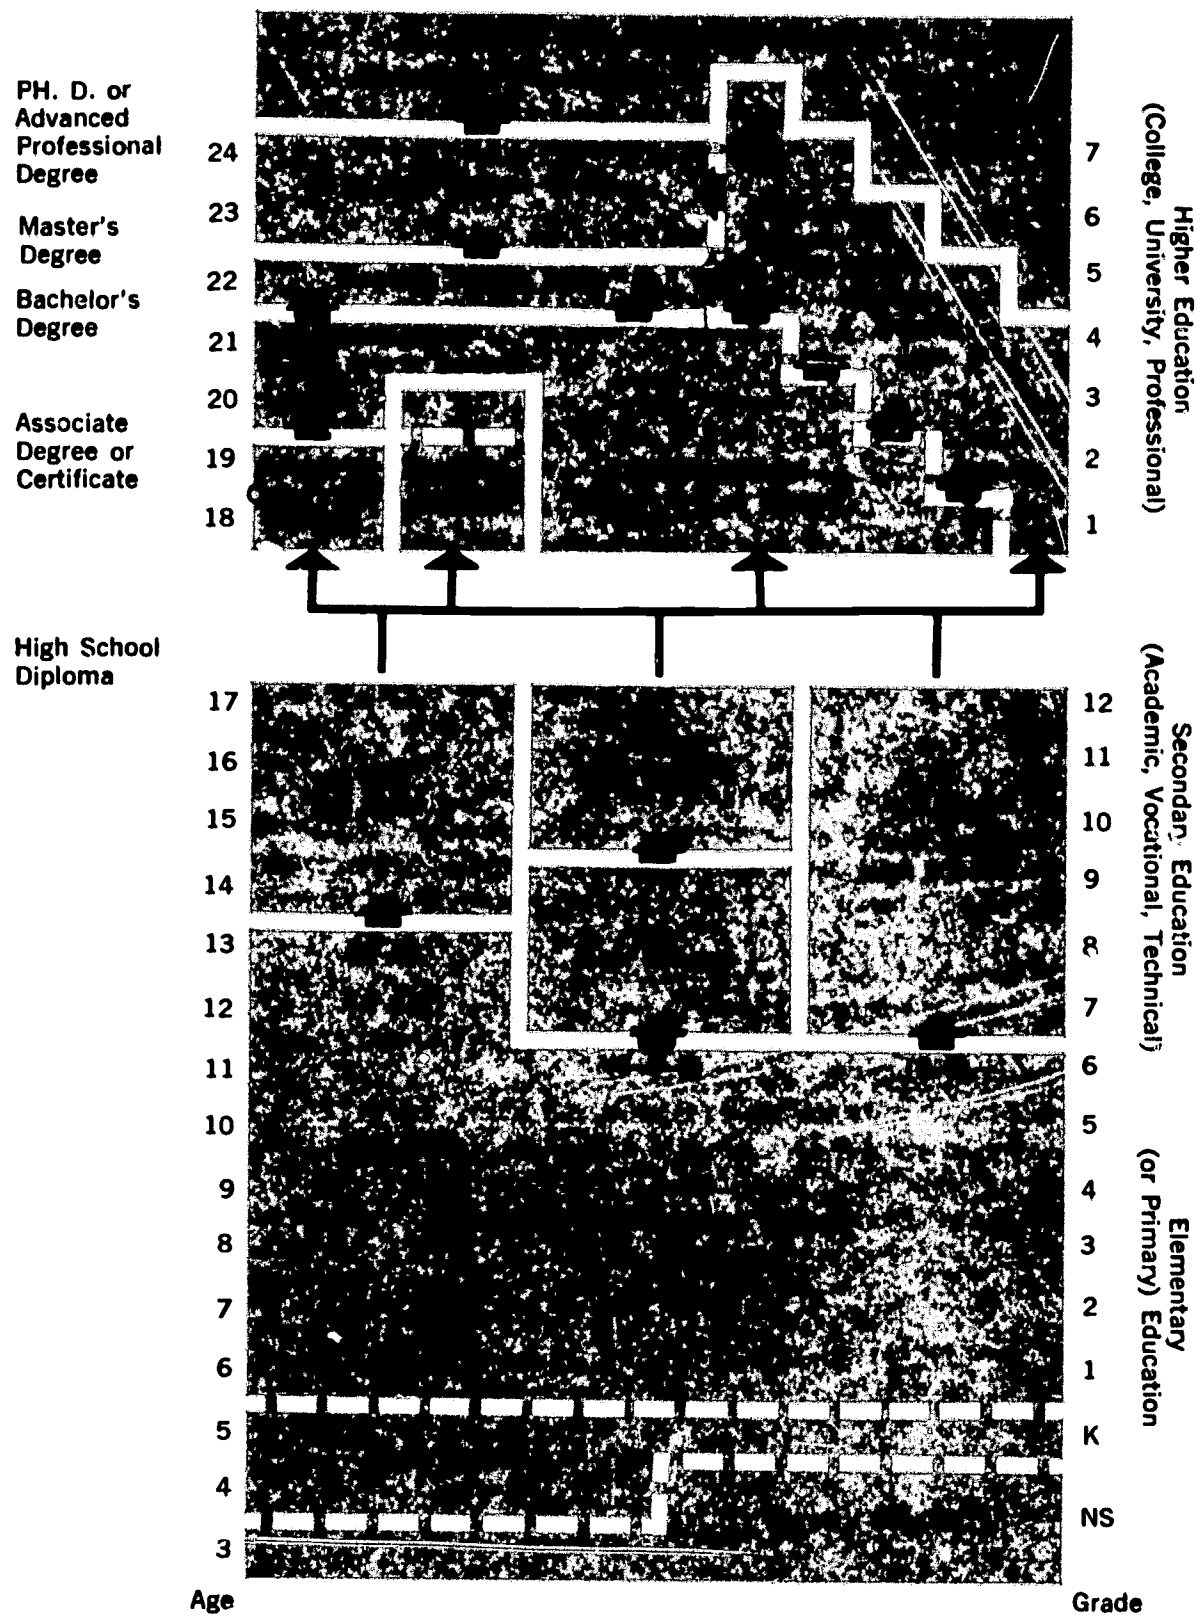 PH. D. or
Advanced
Professional
Degree
Master's
Degree
Bachelor's
Degree
Associate
Degree or
Certificate
High School
Diploma
24
23
22
21
20
19
18
17
16
15
14
13
12
11
10
9
8
7
6
5
4
3
Age
7
6
5
4
3
2
1
12
11
10
9
8
7
6
5
4
3
2
1
K
NS
Grade
Higher Education
(College, University, Professional)
Secondary Education
(Academic, Vocational, Technical)
Elementary
(or Primary) Education